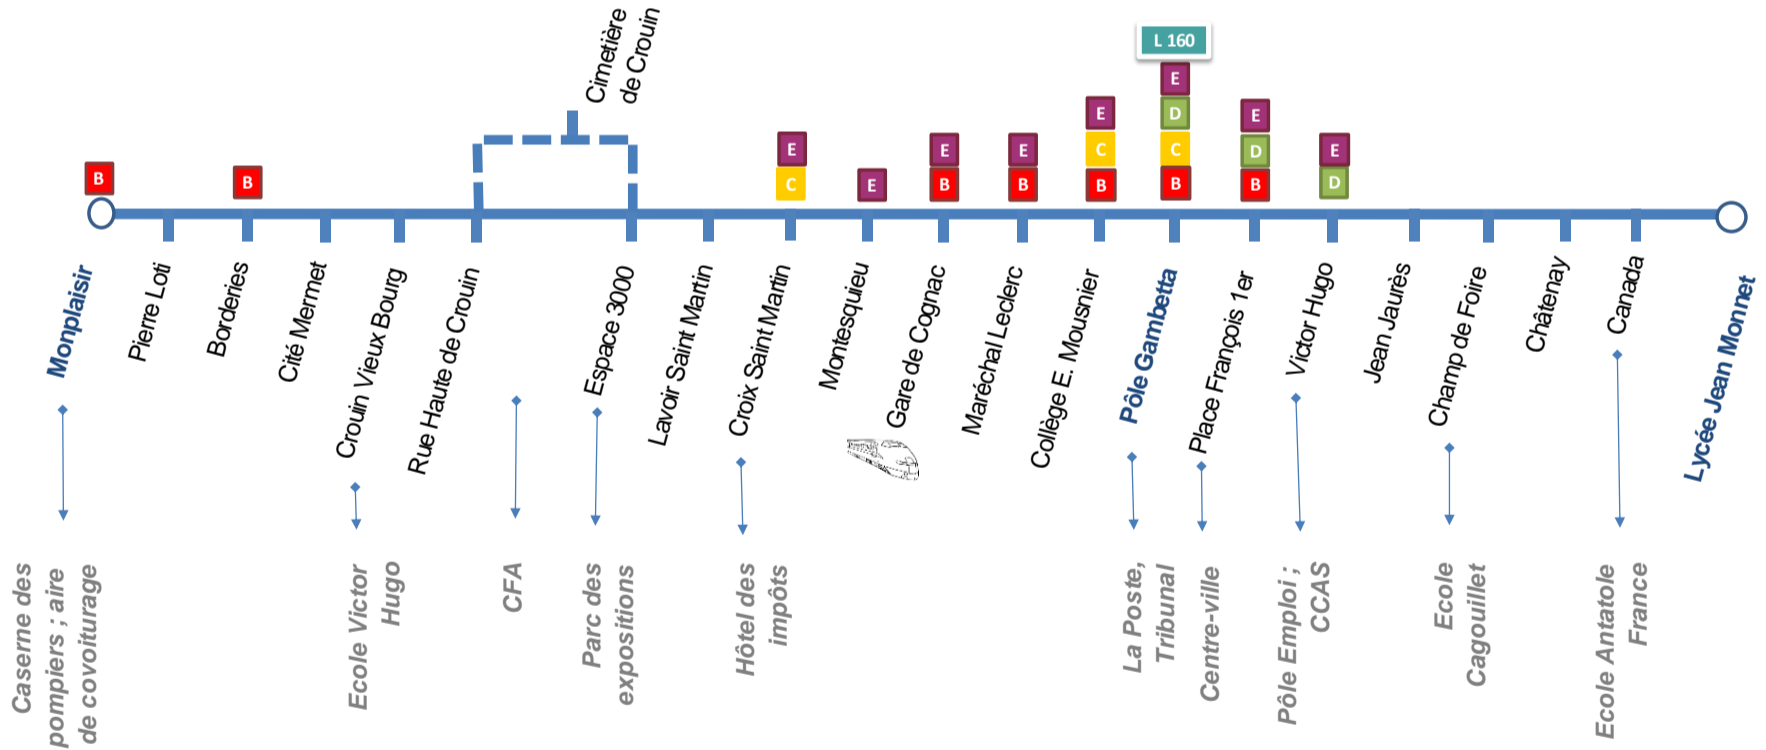 Cimetière
de Crouin
L 160
B
B
E
C
E
E
B
E
B
E
C
B
E
D
C
B
E
D
B
E
D
Monplaisir
Pierre Loti
Borderies
Cité Mermet
Crouin Vieux Bourg
Rue Haute de Crouin
Espace 3000
Lavoir Saint Martin
Croix Saint Martin
Montesquieu
Gare de Cognac
Maréchal Leclerc
Collège E. Mousnier
Pôle Gambetta
Place François 1er
Victor Hugo
Jean Jaurès
Champ de Foire
Châtenay
Canada
Lycée Jean Monnet
Caserne des
pompiers ; aire
de covoiturage
Ecole Victor
Hugo
CFA
Parc des
expositions
Hôtel des
impôts
La Poste,
Tribunal
Centre-ville
Pôle Emploi ;
CCAS
Ecole
Cagouillet
Ecole Antatole
France